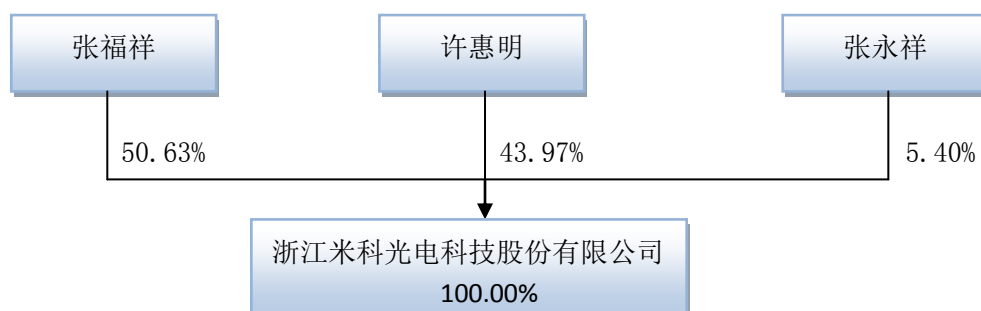 张福祥
许惠明
张永祥
50.63%
43.97%
5.40%
浙江米科光电科技股份有限公司
100.00%